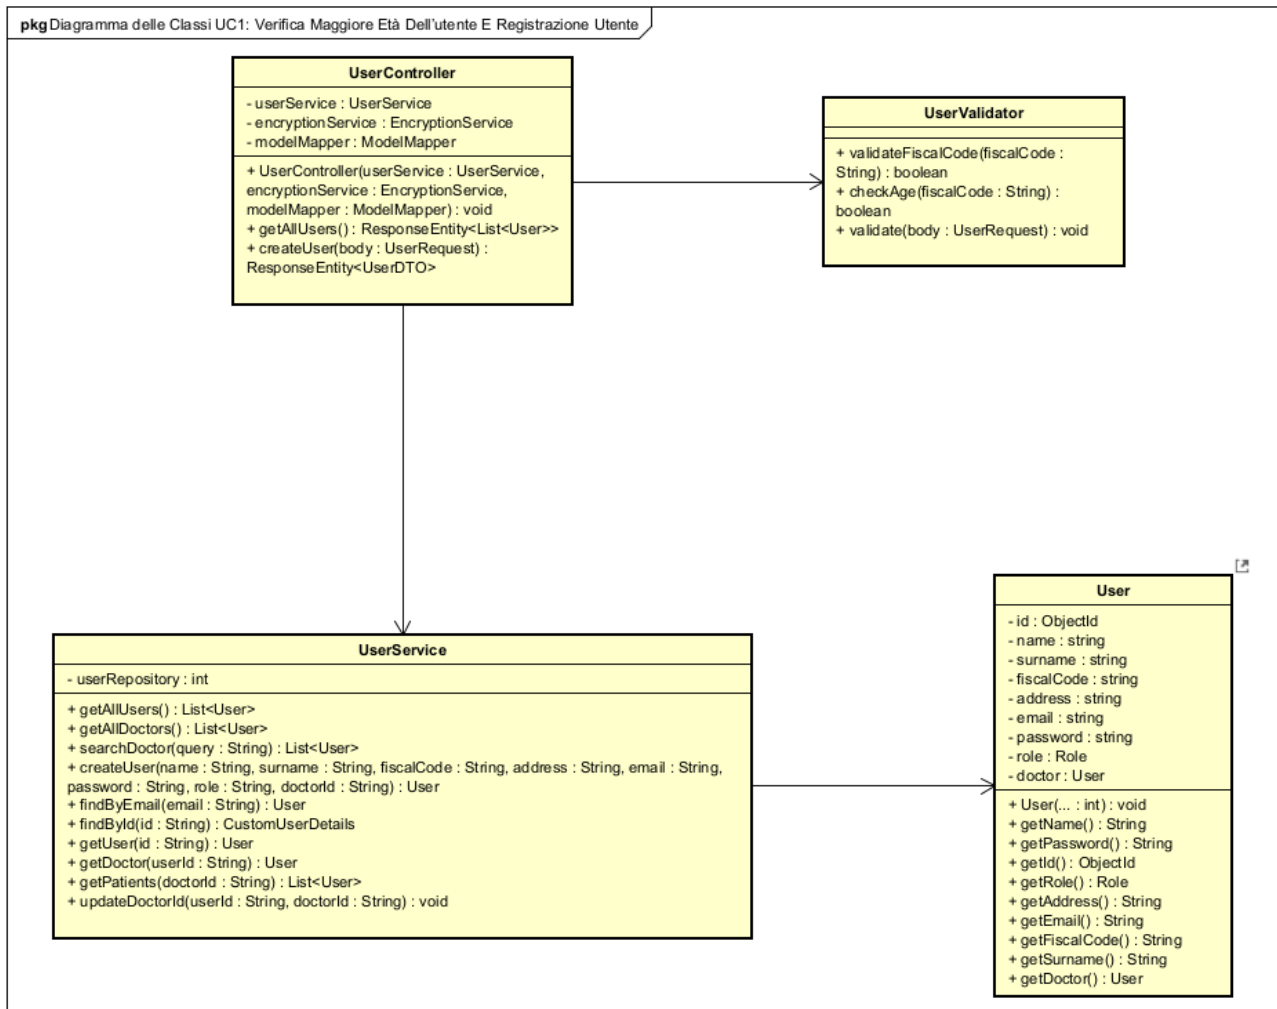 pkg Diagramma delle Classi UC1: Verifica Maggiore Età Dell'utente E Registrazione Utente
UserController
- userService : UserService
- encryptionService : EncryptionService
- modelMapper : ModelMapper
+ UserController(userService : UserService,
encryptionService : EncryptionService,
modelMapper : ModelMapper) : void
+ getAllUsers() : ResponseEntity<List<User>>
+ createUser(body : UserRequest) :
ResponseEntity<UserDTO>
UserValidator
+ validateFiscalCode(fiscalCode :
String) : boolean
+ checkAge(fiscalCode : String) :
boolean
+ validate(body : UserRequest) : void
UserService
- userRepository : int
+ getAllUsers() : List<User>
+ getAllDoctors() : List<User>
+ searchDoctor(query : String) : List<User>
+ createUser(name : String, surname : String, fiscalCode : String, address : String, email : String,
password : String, role : String, doctorId : String) : User
+ findByEmail(email : String) : User
+ findById(id : String) : CustomUserDetails
+ getUser(id : String) : User
+ getDoctor(userId : String) : User
+ getPatients(doctorId : String) : List<User>
+ updateDoctorId(userId : String, doctorId : String) : void
User
- id : ObjectId
- name : string
- surname : string
- fiscalCode : string
- address : string
- email : string
- password : string
- role : Role
- doctor : User
+ User(... : int) : void
+ getName() : String
+ getPassword() : String
+ getId() : ObjectId
+ getRole() : Role
+ getAddress() : String
+ getEmail() : String
+ getFiscalCode() : String
+ getSurname() : String
+ getDoctor() : User